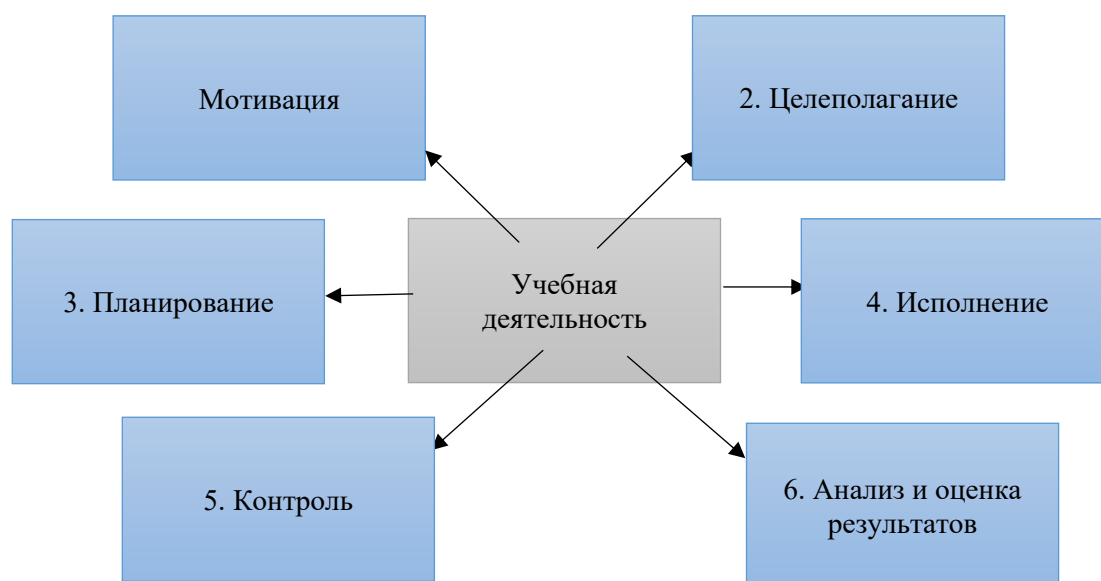 Мотивация
2. Целеполагание
3. Планирование
Учебная
деятельность
4. Исполнение
5. Контроль
6. Анализ и оценка
результатов